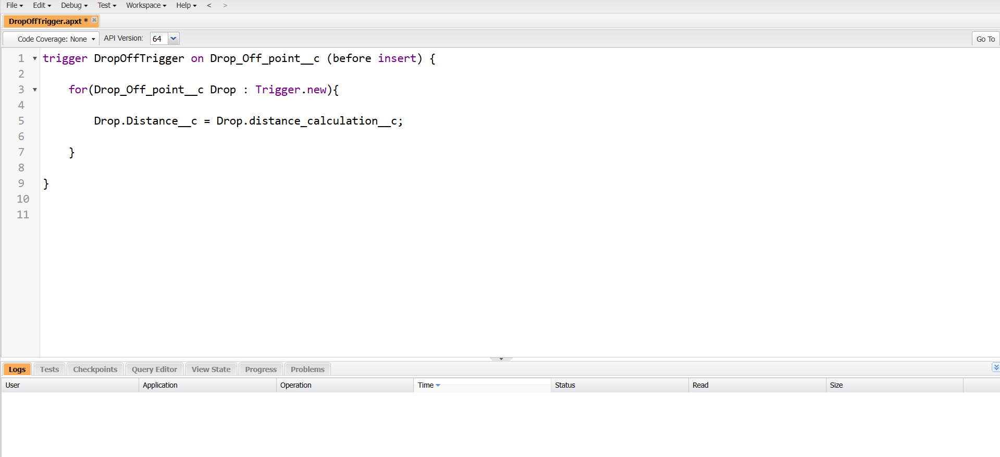 File Edit Debug Test Workspace Help < >
DropOffTrigger.apxt *
Code Coverage: None API Version: 64 Go To
1 trigger DropOffTrigger on Drop_Off_point__c (before insert) {
2
3 for(Drop_Off_point__c Drop : Trigger.new){
4
5 Drop.Distance__c = Drop.distance_calculation__c;
6
7 }
8
9 }
10
11
Logs Tests Checkpoints Query Editor View State Progress Problems
User Application Operation Time Status Read Size